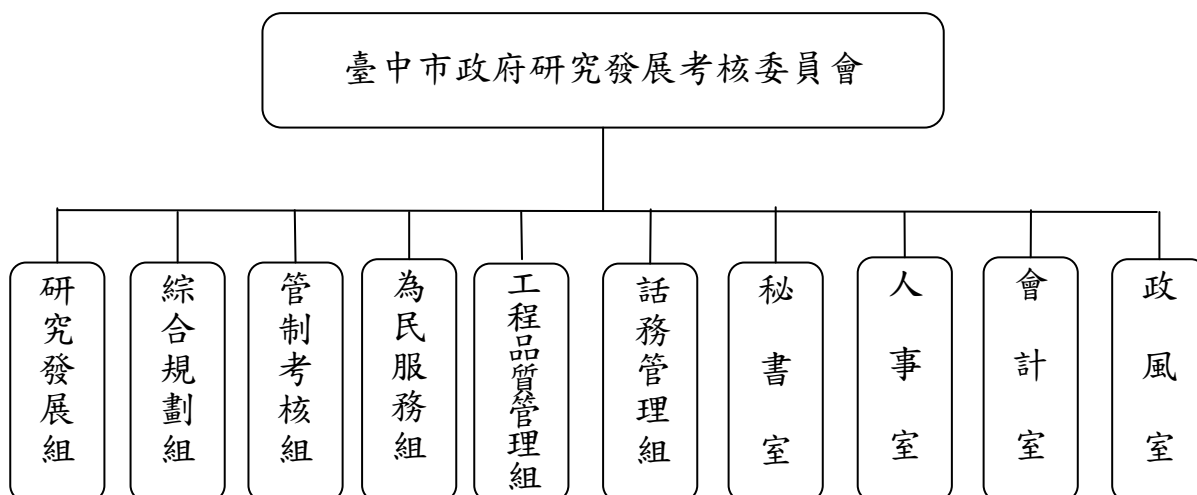 臺中市政府研究發展考核委員會
研究發展組
綜合規劃組
管制考核組
為民服務組
工程品質管理組
話務管理組
秘書室
人事室
會計室
政風室